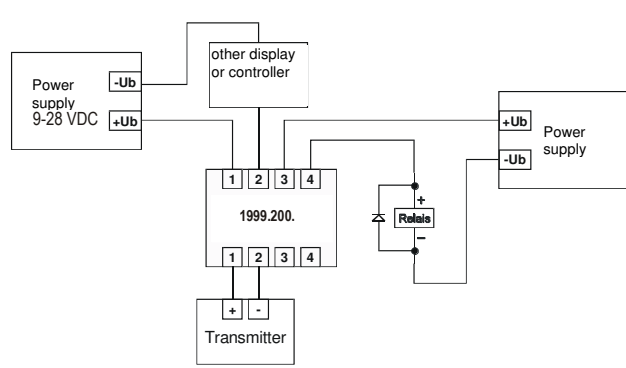 other display
or controller
Power
supply
9-28 VDC
-Ub
+Ub
+Ub
-Ub
Power
supply
1 2 3 4
1999.200.
1 2 3 4
+
Relais
–
+ -
Transmitter